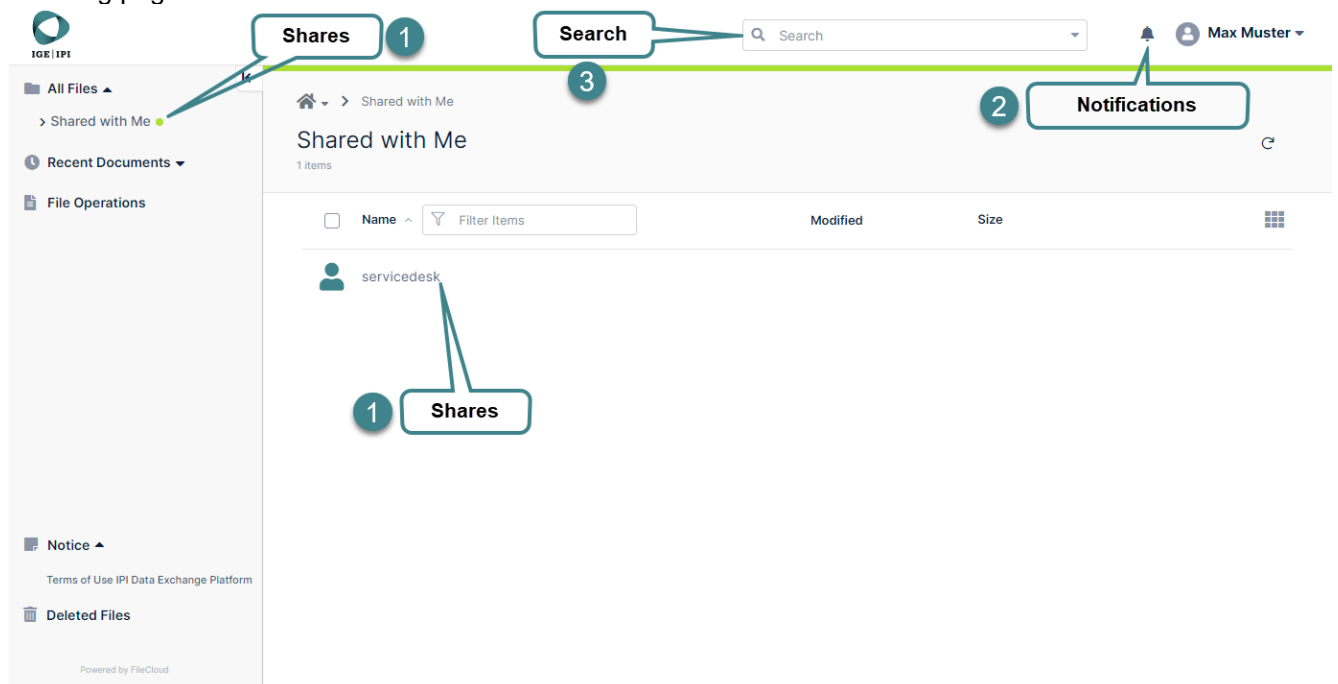 IGE|IPI
Shares
1
Search
3
Search
Max Muster
2
Notifications
All Files
Shared with Me
Recent Documents
File Operations
Shared with Me
Shared with Me
1 items
Name
Filter Items
Modified
Size
servicedesk
1
Shares
Notice
Terms of Use IPI Data Exchange Platform
Deleted Files
Powered by FileCloud